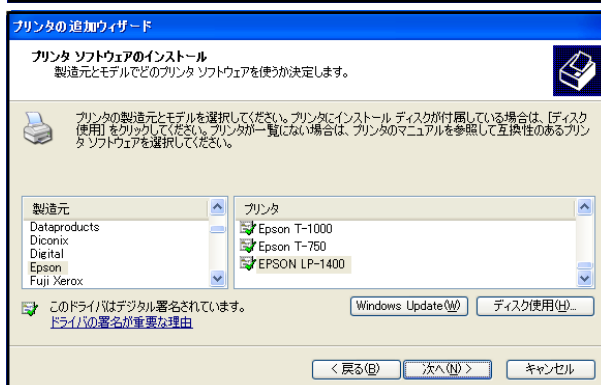 プリンタの追加ウィザード
プリンタ ソフトウェアのインストール
製造元とモデルでどのプリンタ ソフトウェアを使うか決定します。
プリンタの製造元とモデルを選択してください。プリンタにインストール ディスクが付属している場合は、[ディスク
使用] をクリックしてください。プリンタが一覧にない場合は、プリンタのマニュアルを参照して互換性のあるプリン
タ ソフトウェアを選択してください。
製造元
Dataproducts
Diconix
Digital
Epson
Fuji Xerox
プリンタ
Epson T-1000
Epson T-750
EPSON LP-1400
このドライバはデジタル署名されています。
ドライバの署名が重要な理由
Windows Update(W)
ディスク使用(H)...
< 戻る(B)
次へ(N) >
キャンセル